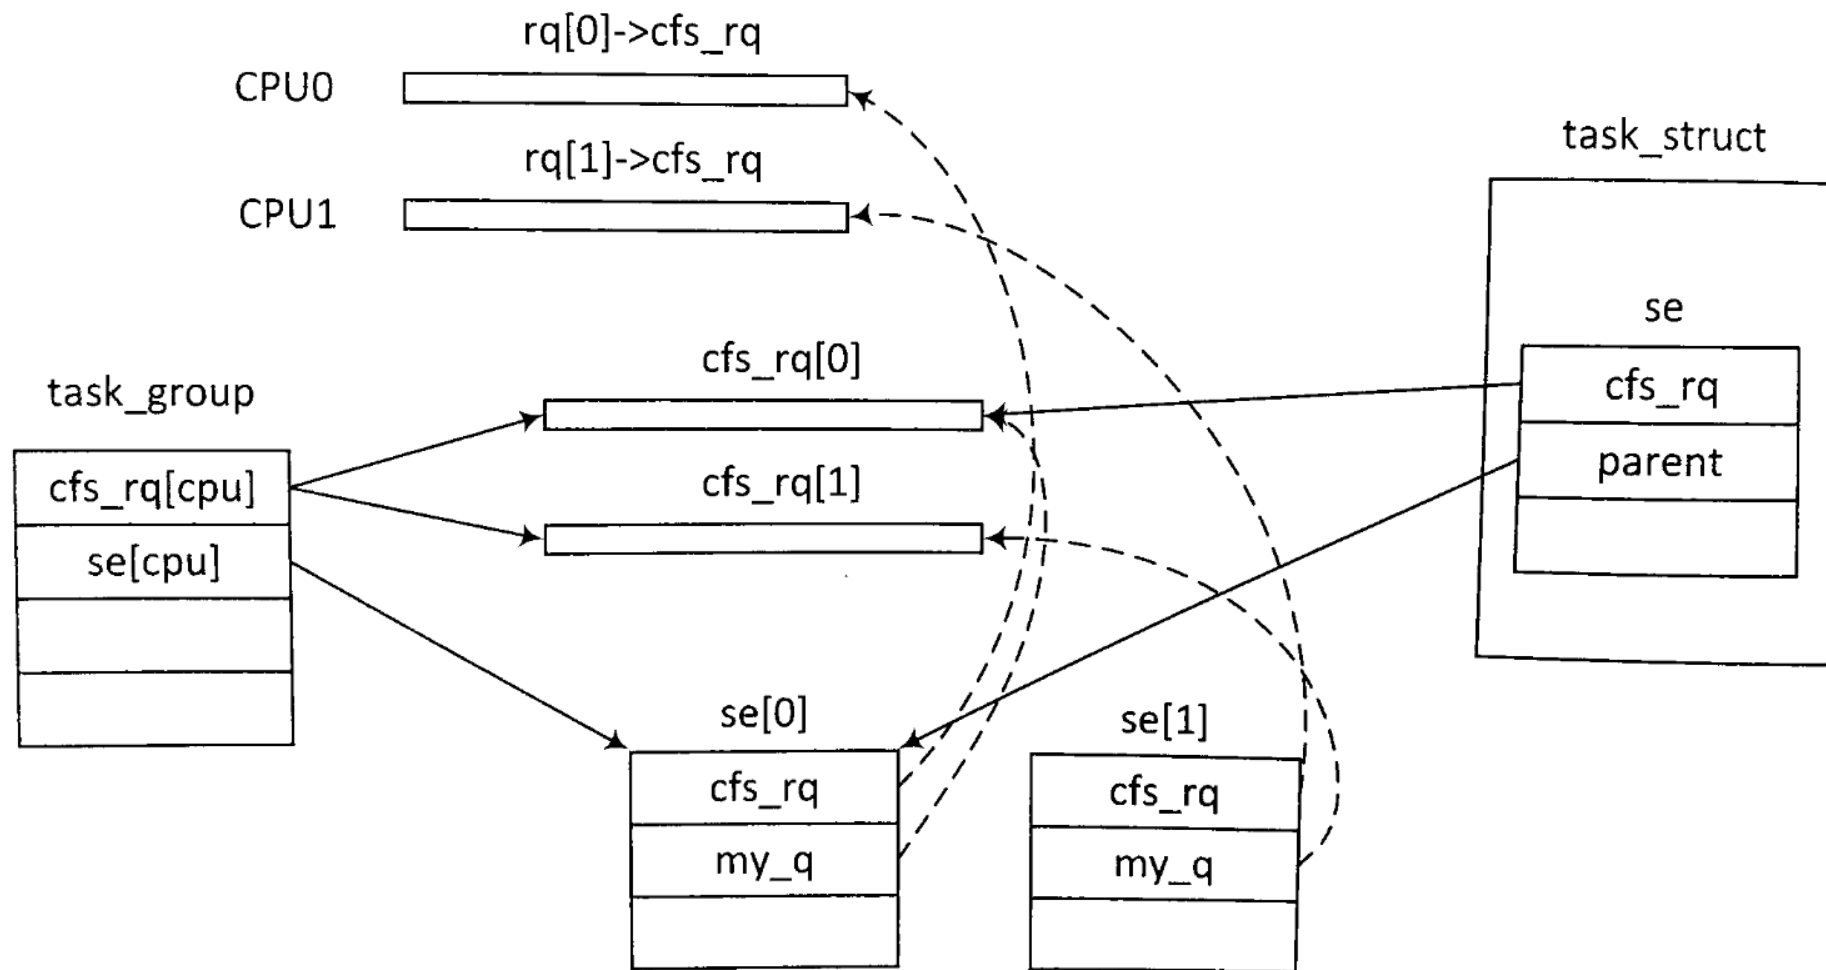 rq[0]->cfs_rq
CPU0
rq[1]->cfs_rq
CPU1
task_struct
se
cfs_rq
parent
cfs_rq[0]
cfs_rq[1]
task_group
cfs_rq[cpu]
se[cpu]
se[0]
cfs_rq
my_q
se[1]
cfs_rq
my_q